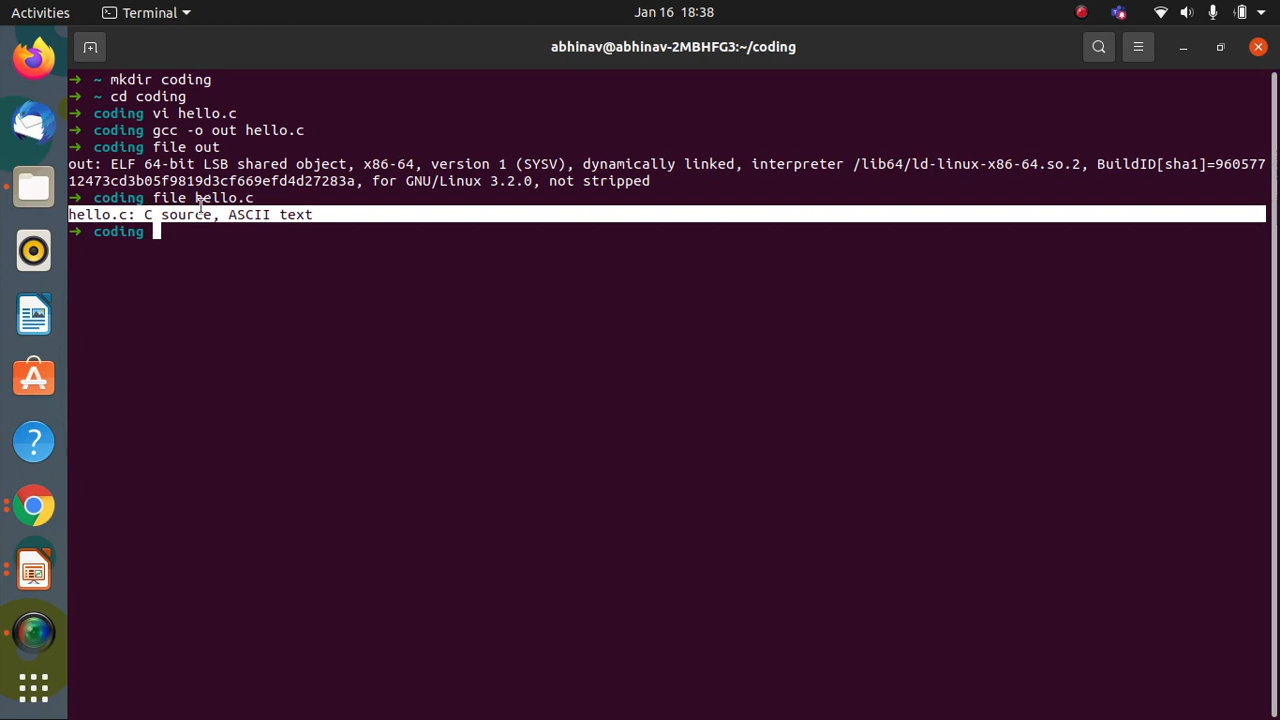 Activities
Terminal
Jan 16 18:38
abhinav@abhinav-2MBHFG3:~/coding
➜ ~ mkdir coding
➜ ~ cd coding
➜ coding vi hello.c
➜ coding gcc -o out hello.c
➜ coding file out
out: ELF 64-bit LSB shared object, x86-64, version 1 (SYSV), dynamically linked, interpreter /lib64/ld-linux-x86-64.so.2, BuildID[sha1]=960577
12473cd3b05f9819d3cf669efd4d27283a, for GNU/Linux 3.2.0, not stripped
➜ coding file hello.c
hello.c: C source, ASCII text
➜ coding